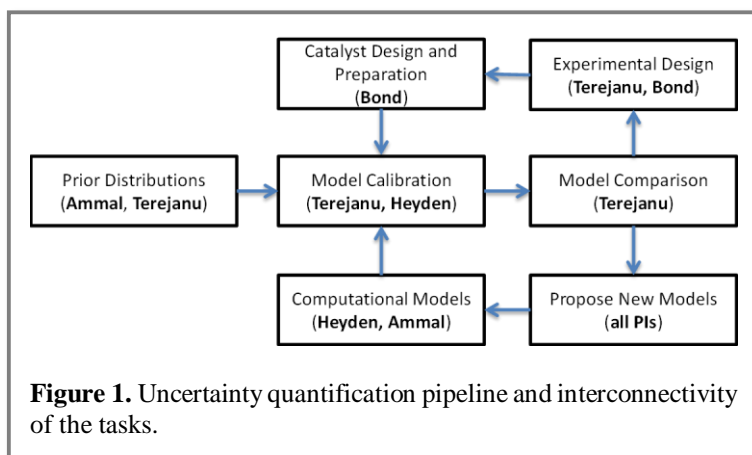 Catalyst Design and
Preparation
(Bond)
Experimental Design
(Terejanu, Bond)
Prior Distributions
(Ammal, Terejanu)
Model Calibration
(Terejanu, Heyden)
Model Comparison
(Terejanu)
Computational Models
(Heyden, Ammal)
Propose New Models
(all PIs)
Figure 1. Uncertainty quantification pipeline and interconnectivity
of the tasks.